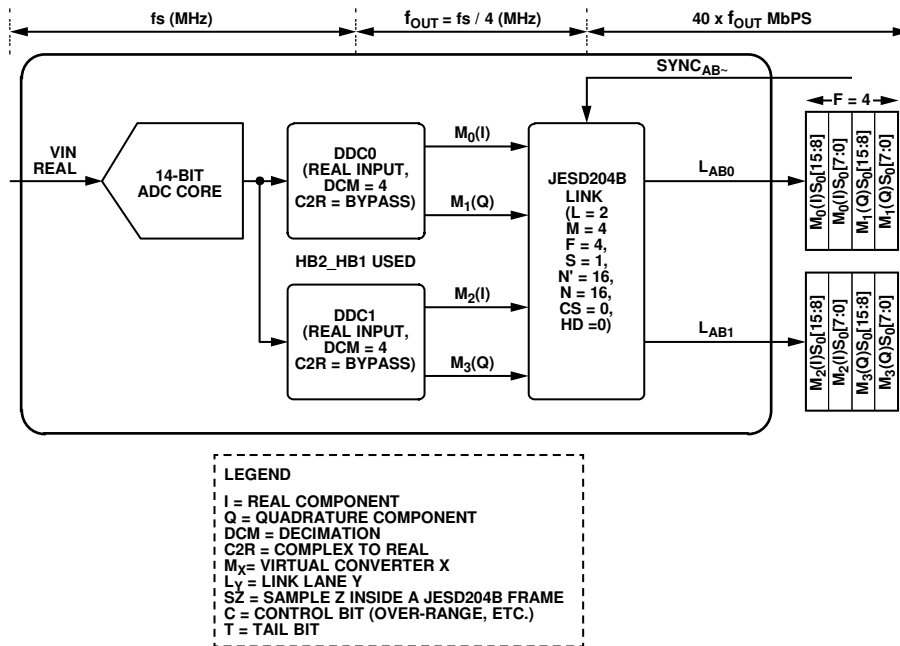 fs (MHz)
fOUT = fs / 4 (MHz)
40 x fOUT MbPS
SYNCAB~
F = 4
VIN
REAL
14-BIT
ADC CORE
DDC0
(REAL INPUT,
DCM = 4
C2R = BYPASS)
M0(I)
M1(Q)
HB2_HB1 USED
DDC1
(REAL INPUT,
DCM = 4
C2R = BYPASS)
M2(I)
M3(Q)
JESD204B
LINK
(L = 2
M = 4
F = 4,
S = 1,
N' = 16,
N = 16,
CS = 0,
HD =0)
LAB0
LAB1
M0(I)S0[15:8]
M0(I)S0[7:0]
M1(Q)S0[15:8]
M1(Q)S0[7:0]
M2(I)S0[15:8]
M2(I)S0[7:0]
M3(Q)S0[15:8]
M3(Q)S0[7:0]
LEGEND
I = REAL COMPONENT
Q = QUADRATURE COMPONENT
DCM = DECIMATION
C2R = COMPLEX TO REAL
MX= VIRTUAL CONVERTER X
LY = LINK LANE Y
SZ = SAMPLE Z INSIDE A JESD204B FRAME
C = CONTROL BIT (OVER-RANGE, ETC.)
T = TAIL BIT